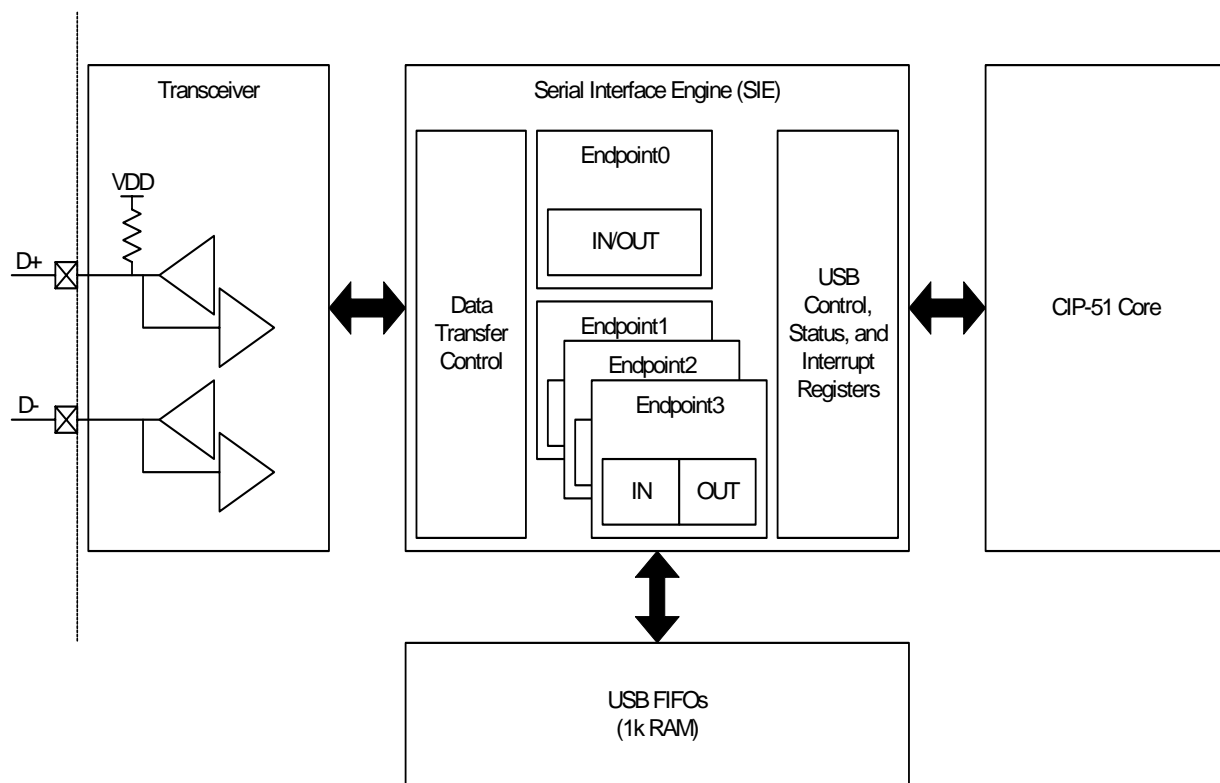 Transceiver
VDD
D+
D-
Serial Interface Engine (SIE)
Data
Transfer
Control
Endpoint0
IN/OUT
Endpoint1
Endpoint2
Endpoint3
IN
OUT
USB
Control,
Status, and
Interrupt
Registers
CIP-51 Core
USB FIFOs
(1k RAM)